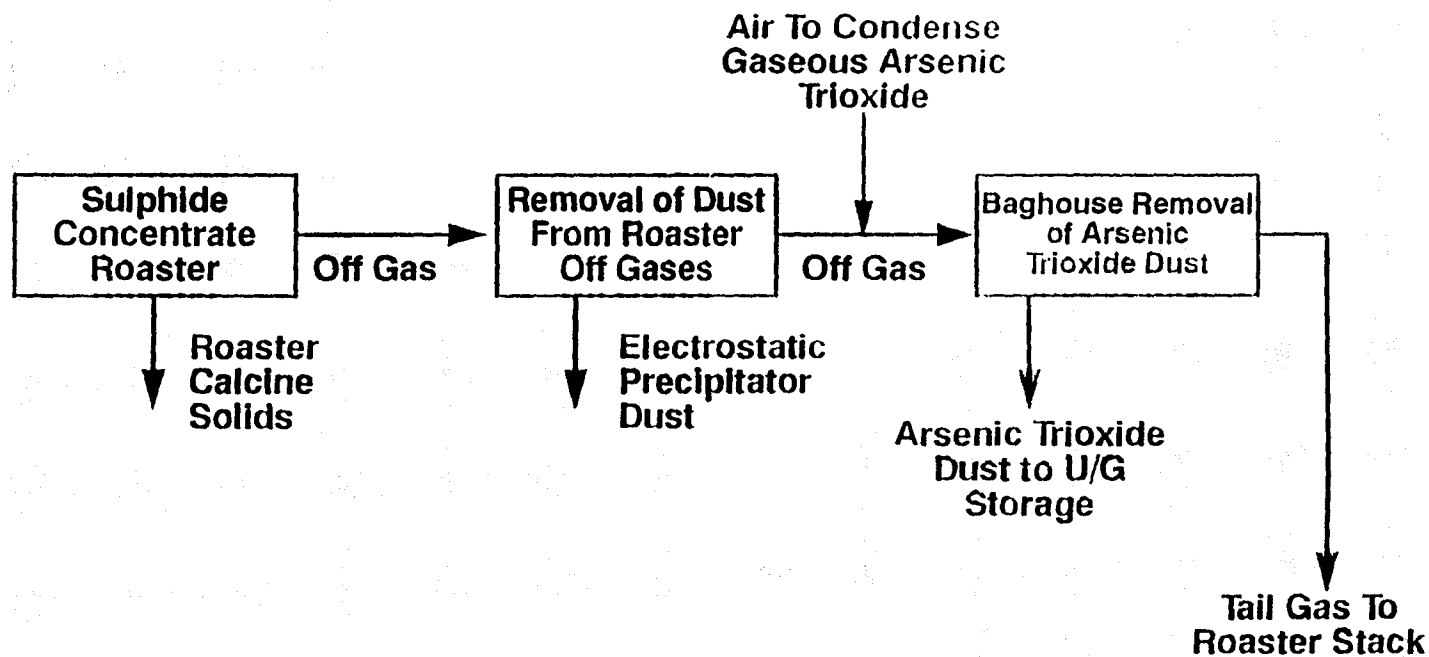 Air To Condense
Gaseous Arsenic
Trioxide
Sulphide
Concentrate
Roaster
Off Gas
Removal of Dust
From Roaster
Off Gases
Off Gas
Baghouse Removal
of Arsenic
Trioxide Dust
Roaster
Calcine
Solids
Electrostatic
Precipitator
Dust
Arsenic Trioxide
Dust to U/G
Storage
Tail Gas To
Roaster Stack